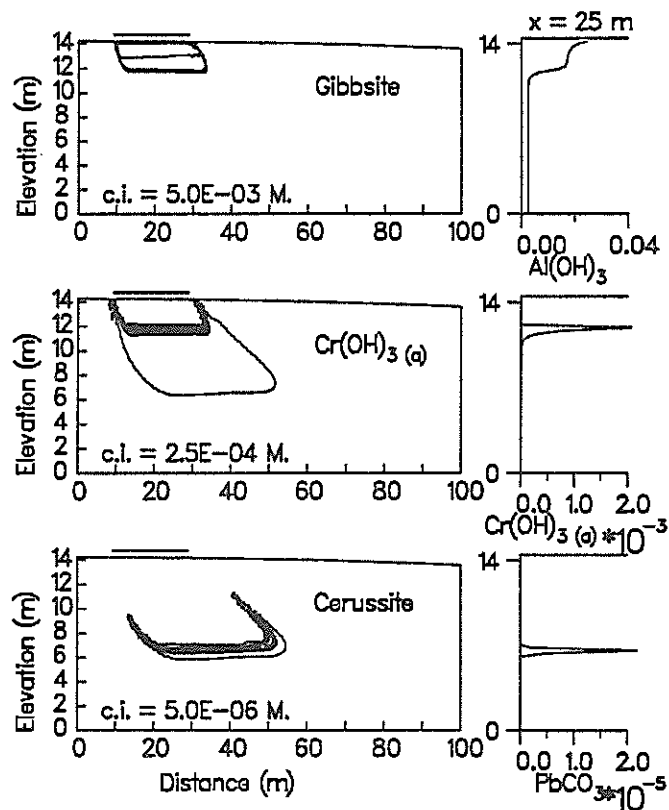 x = 25 m
Elevation (m)
14
12
10
8
6
4
2
0
Gibbsite
c.i. = 5.0E-03 M.
0 20 40 60 80 100
14
0
0.00 0.04
Al(OH)3
Elevation (m)
14
12
10
8
6
4
2
0
Cr(OH)3 (a)
c.i. = 2.5E-04 M.
0 20 40 60 80 100
14
0
0.0 1.0 2.0
Cr(OH)3 (a) *10-3
Elevation (m)
14
12
10
8
6
4
2
0
Cerussite
c.i. = 5.0E-06 M.
0 20 40 60 80 100
Distance (m)
14
0
0.0 1.0 2.0
PbCO3*10-5